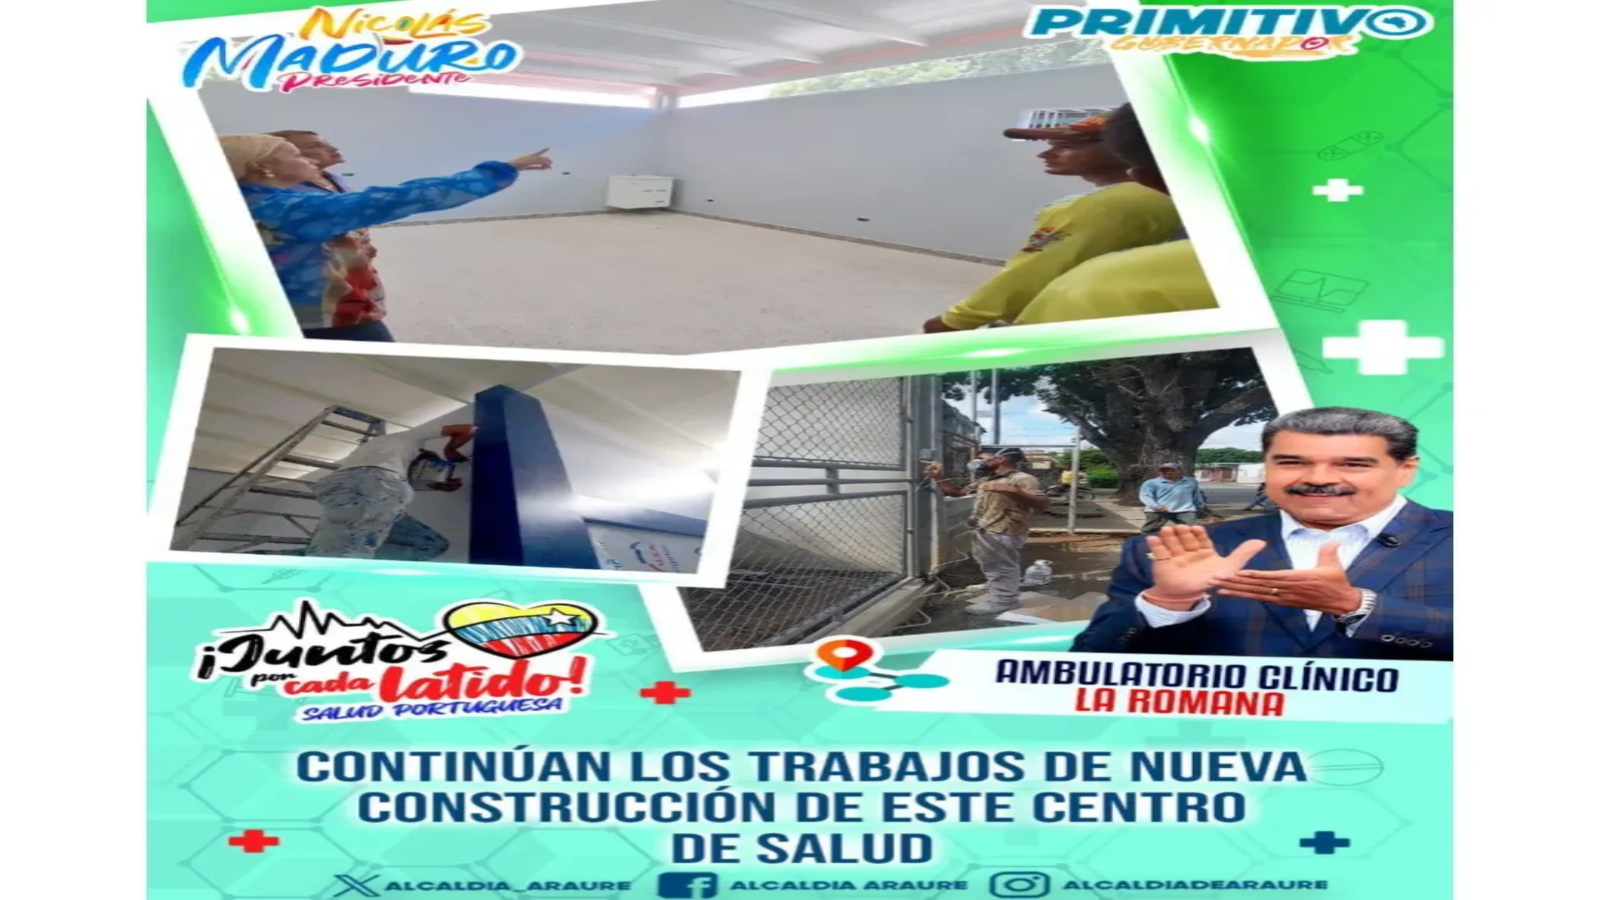 NICOLÁS
MADURO
PRESIDENTE
PRIMITIVO
GOBERNADOR
¡Juntos
por cada latido!
SALUD PORTUGUESA
AMBULATORIO CLÍNICO
LA ROMANA
CONTINÚAN LOS TRABAJOS DE NUEVA
CONSTRUCCIÓN DE ESTE CENTRO
DE SALUD
ALCALDIA_ARAURE ALCALDIA ARAURE ALCALDIADEARAURE